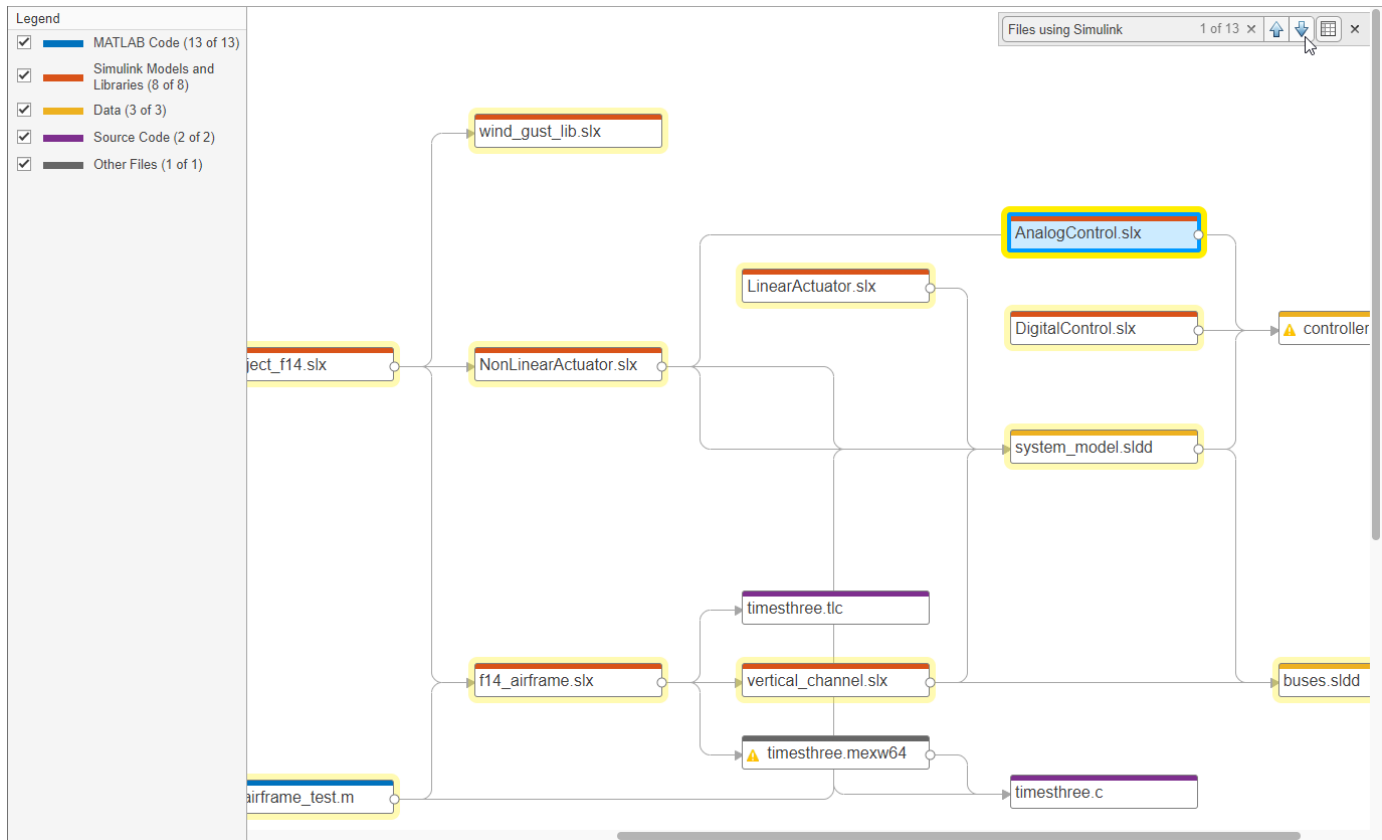 Legend
MATLAB Code (13 of 13)
Simulink Models and
Libraries (8 of 8)
Data (3 of 3)
Source Code (2 of 2)
Other Files (1 of 1)
Files using Simulink 1 of 13
wind_gust_lib.slx
AnalogControl.slx
LinearActuator.slx
DigitalControl.slx
controller
ject_f14.slx
NonLinearActuator.slx
system_model.sldd
timesthree.tlc
f14_airframe.slx
vertical_channel.slx
buses.sldd
timesthree.mexw64
airframe_test.m
timesthree.c